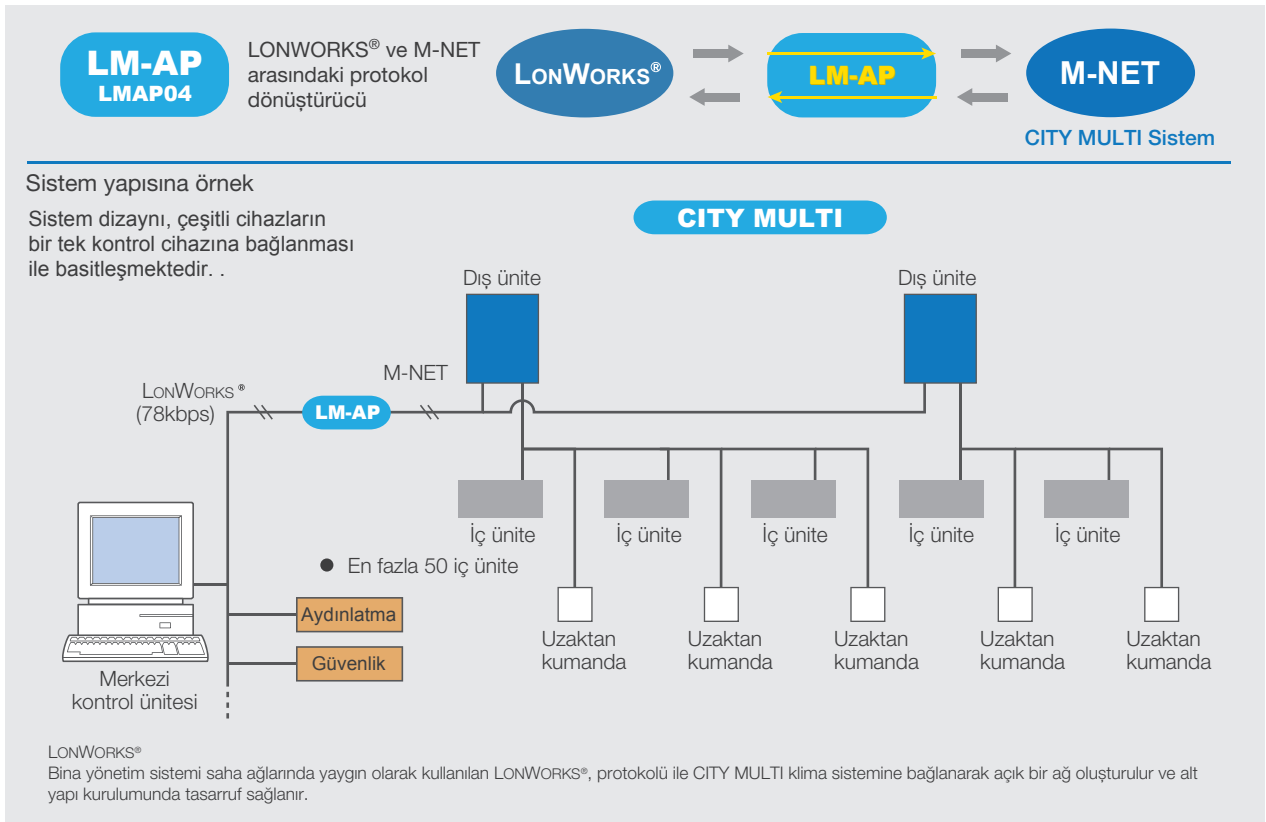 LM-AP
LMAP04
LONWORKS® ve M-NET
arasındaki protokol
dönüştürücü
LONWORKS®
LM-AP
M-NET
CITY MULTI Sistem
Sistem yapısına örnek
Sistem dizaynı, çeşitli cihazların
bir tek kontrol cihazına bağlanması
ile basitleşmektedir. .
CITY MULTI
Dış ünite
Dış ünite
M-NET
LONWORKS ®
(78kbps)
LM-AP
İç ünite
İç ünite
İç ünite
İç ünite
İç ünite
● En fazla 50 iç ünite
Aydınlatma
Güvenlik
Uzaktan
kumanda
Uzaktan
kumanda
Uzaktan
kumanda
Uzaktan
kumanda
Uzaktan
kumanda
Merkezi
kontrol ünitesi
LONWORKS®
Bina yönetim sistemi saha ağlarında yaygın olarak kullanılan LONWORKS®, protokolü ile CITY MULTI klima sistemine bağlanarak açık bir ağ oluşturulur ve alt
yapı kurulumunda tasarruf sağlanır.